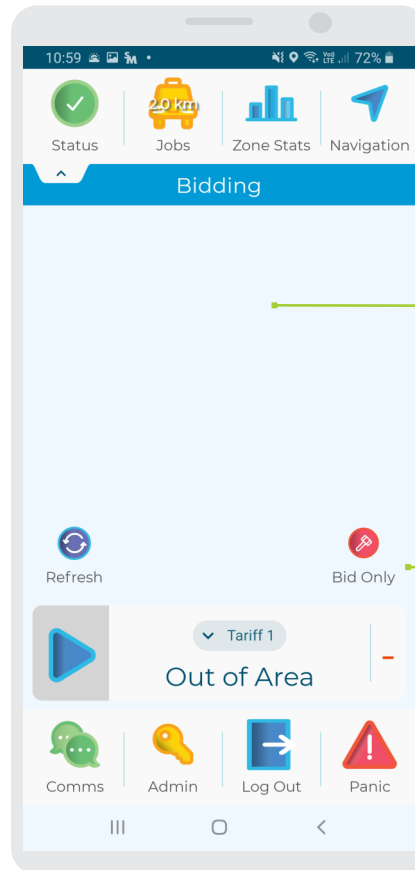 10:59
72%
2.0 km
Status
Jobs
Zone Stats
Navigation
Bidding
Refresh
Bid Only
Tariff 1
Out of Area
-
Comms
Admin
Log Out
Panic